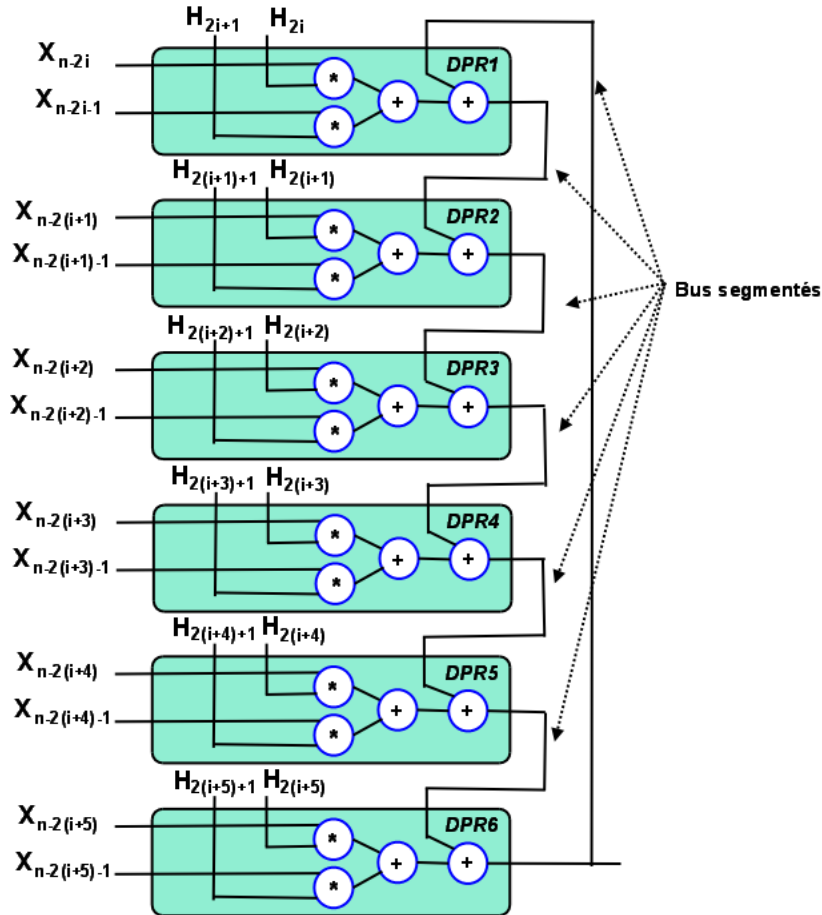 H2i+1 H2i
Xn-2i
DPR1
Xn-2i-1
* + +
*
H2(i+1)+1 H2(i+1)
Xn-2(i+1)
DPR2
Xn-2(i+1)-1
* + +
*
Bus segmentés
H2(i+2)+1 H2(i+2)
Xn-2(i+2)
DPR3
Xn-2(i+2)-1
* + +
*
H2(i+3)+1 H2(i+3)
Xn-2(i+3)
DPR4
Xn-2(i+3)-1
* + +
*
H2(i+4)+1 H2(i+4)
Xn-2(i+4)
DPR5
Xn-2(i+4)-1
* + +
*
H2(i+5)+1 H2(i+5)
Xn-2(i+5)
DPR6
Xn-2(i+5)-1
* + +
*